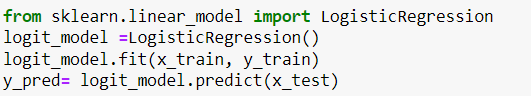 from sklearn.linear_model import LogisticRegression
logit_model =LogisticRegression()
logit_model.fit(x_train, y_train)
y_pred= logit_model.predict(x_test)